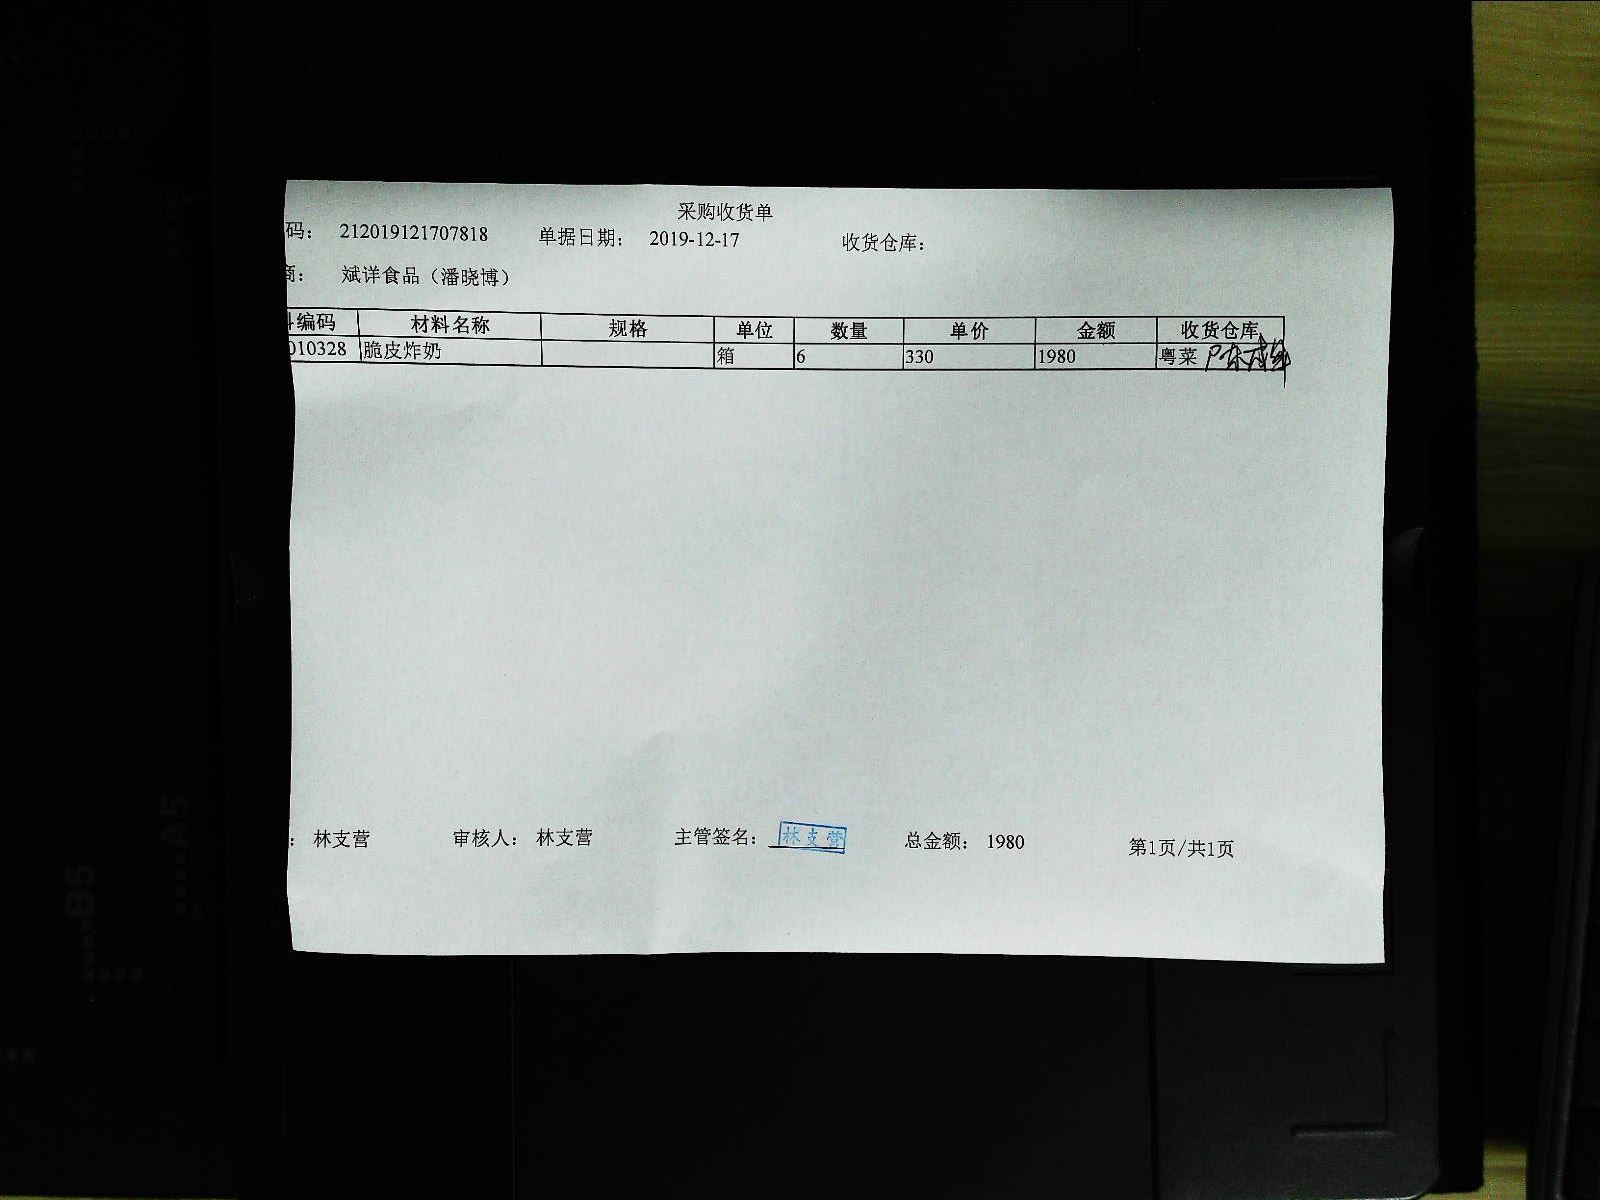 采购收货单
码： 212019121707818 单据日期： 2019-12-17 收货仓库：
商： 斌详食品（潘晓博）
编码 材料名称 规格 单位 数量 单价 金额 收货仓库
010328 脆皮炸奶 箱 6 330 1980 粤菜
： 林支营 审核人： 林支营 主管签名： 林支营 总金额： 1980 第1页/共1页